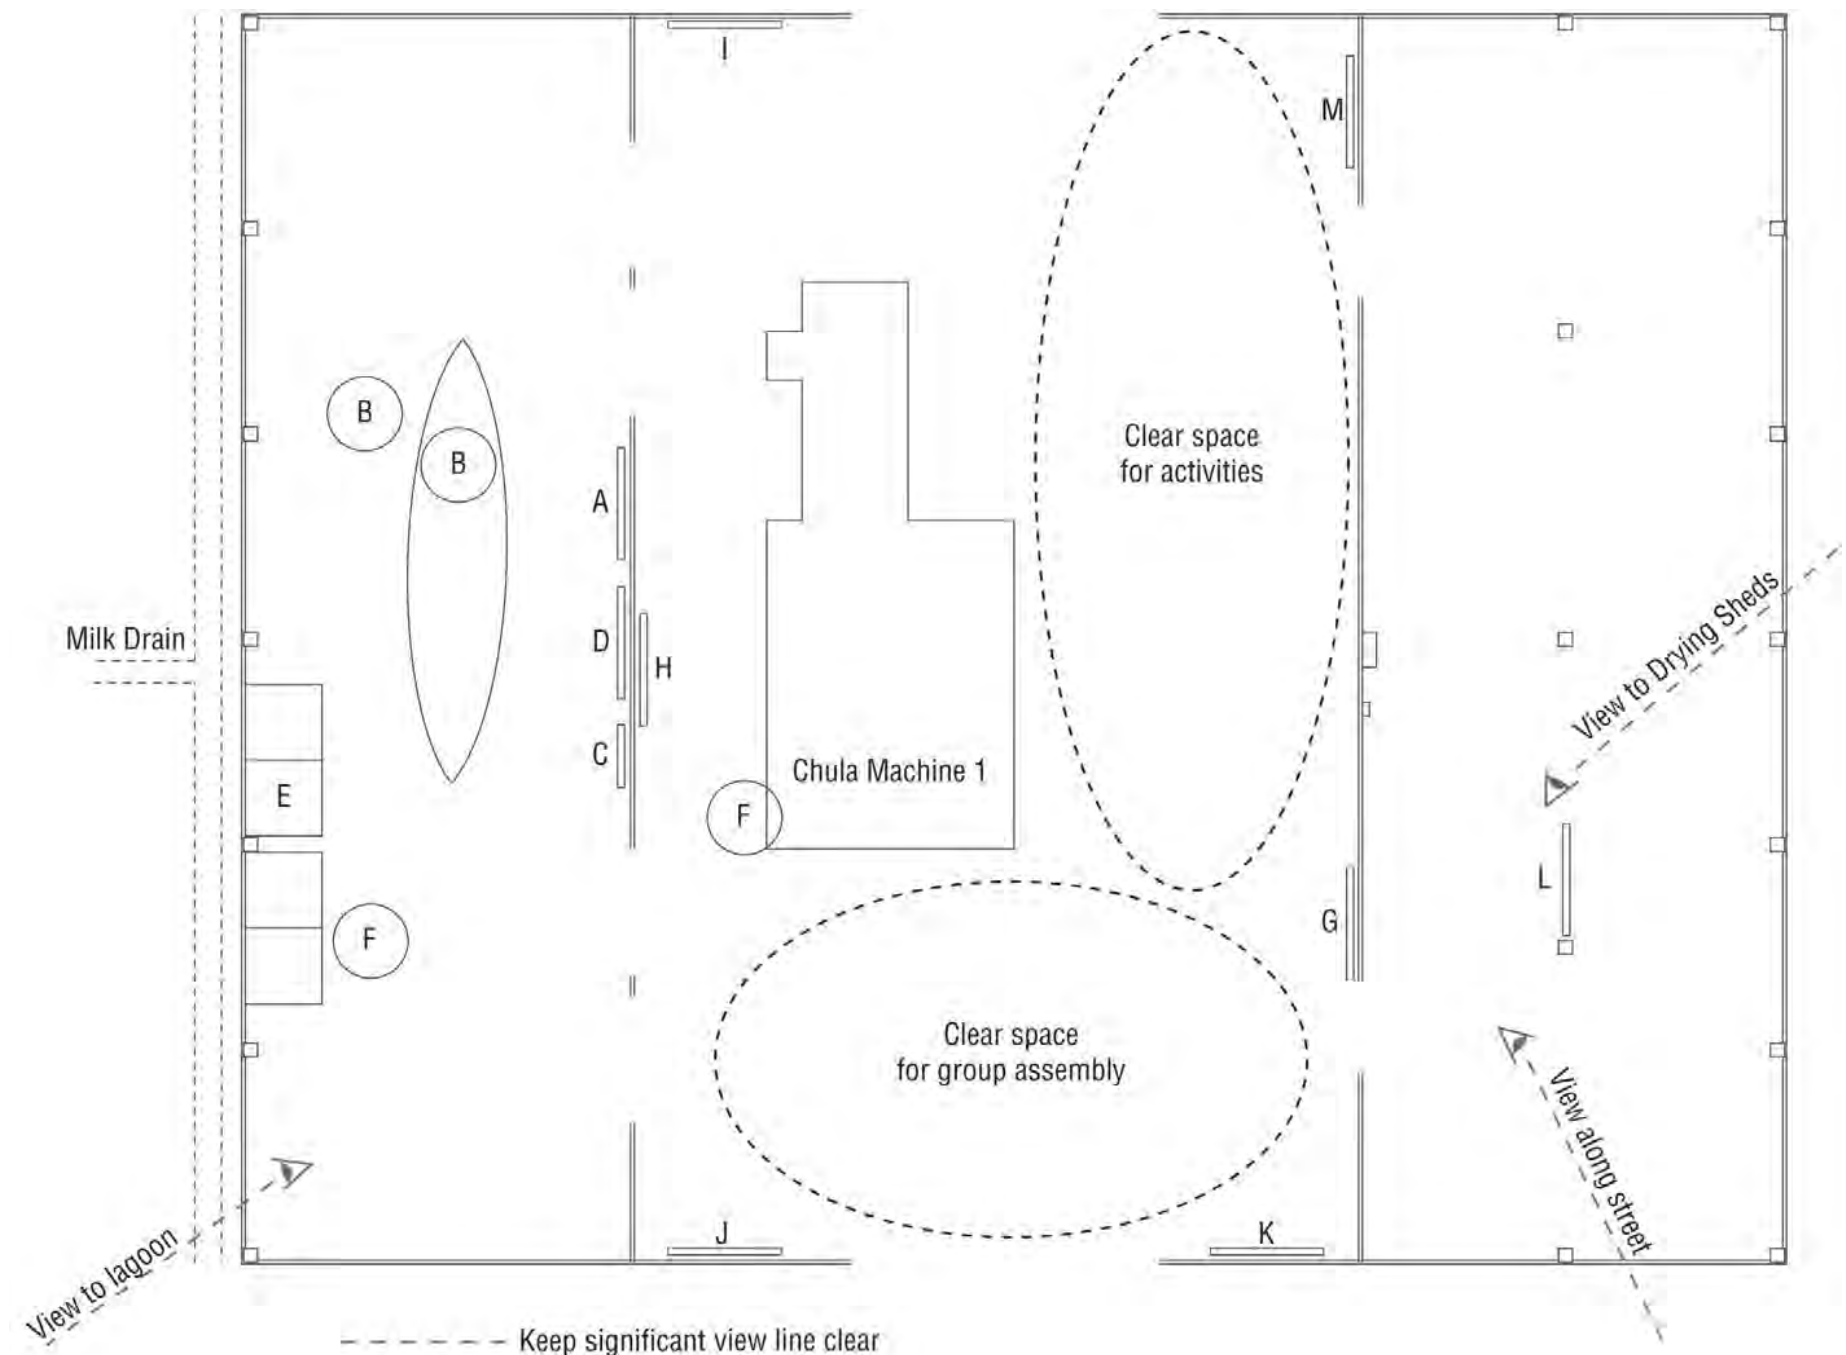 I
M
B
B
Clear space
for activities
A
D
H
Milk Drain
C
E
Chula Machine 1
F
F
View to Drying Sheds
L
G
Clear space
for group assembly
View along street
J
K
View to lagoon
Keep significant view line clear